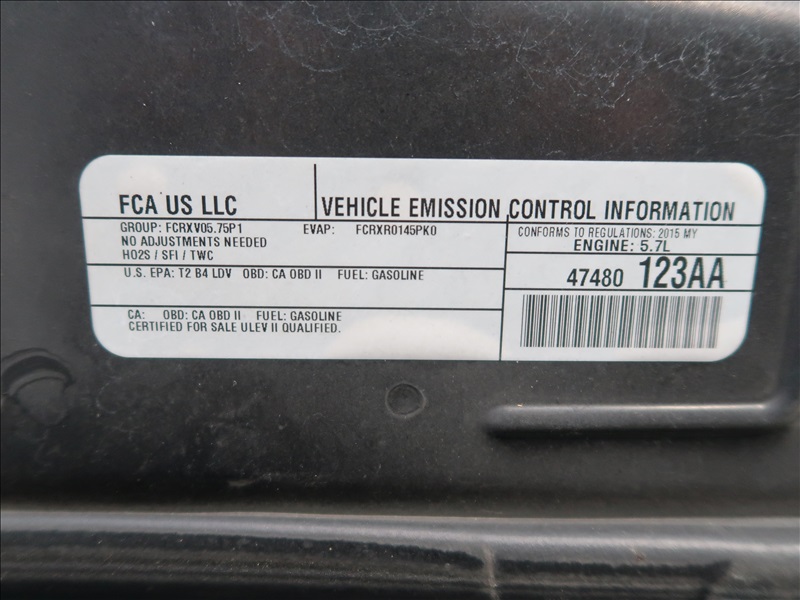 FCA US LLC
VEHICLE EMISSION CONTROL INFORMATION
GROUP: FCRXV05.75P1 EVAP: FCRXR0145PK0
NO ADJUSTMENTS NEEDED
HO2S / SFI / TWC
CONFORMS TO REGULATIONS: 2015 MY
ENGINE: 5.7L
U.S. EPA: T2 B4 LDV OBD: CA OBD II FUEL: GASOLINE
47480 123AA
CA: OBD: CA OBD II FUEL: GASOLINE
CERTIFIED FOR SALE ULEV II QUALIFIED.